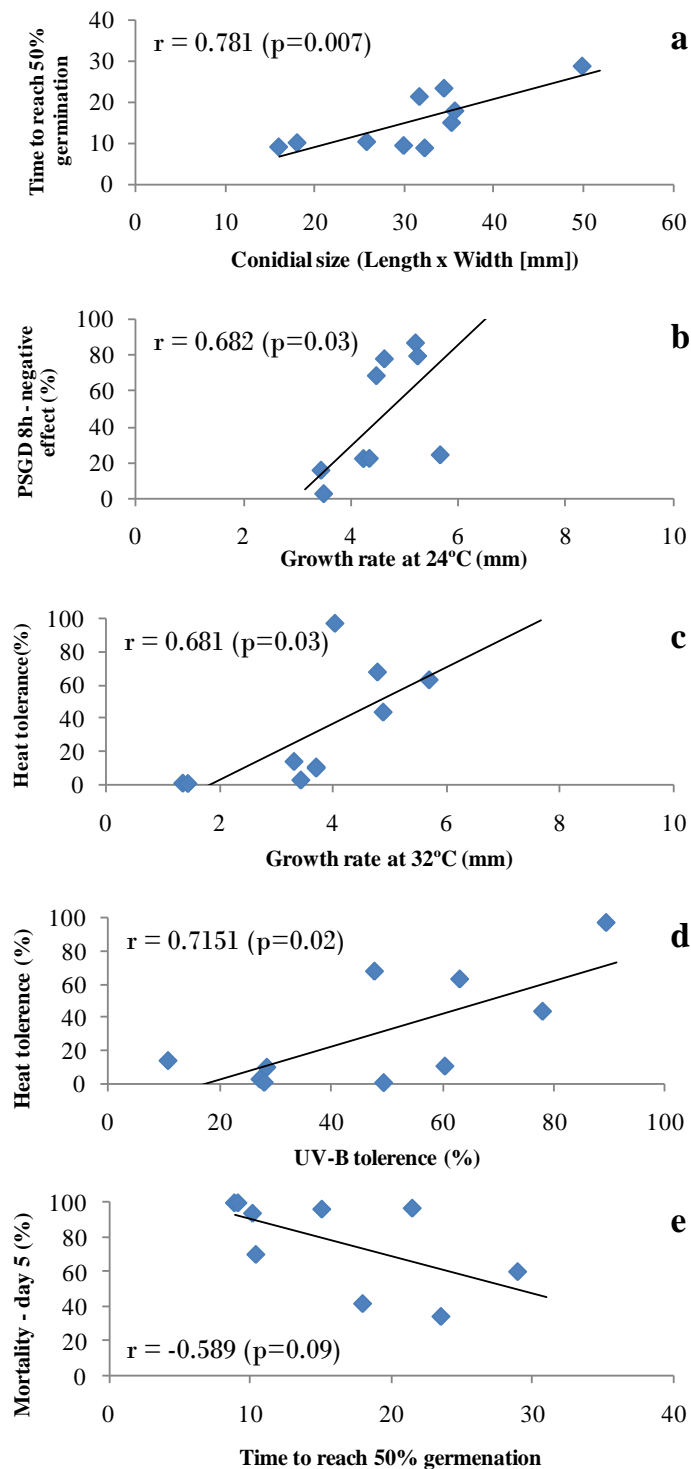 a
r = 0.781 (p=0.007)
Time to reach 50%
germination
40
30
20
10
0
0 10 20 30 40 50 60
Conidial size (Length x Width [mm])
b
r = 0.682 (p=0.03)
PSGD 8h - negative
effect (%)
100
80
60
40
20
0
0 2 4 6 8 10
Growth rate at 24ºC (mm)
c
r = 0.681 (p=0.03)
Heat tolerance(%)
100
80
60
40
20
0
0 2 4 6 8 10
Growth rate at 32ºC (mm)
d
r = 0.7151 (p=0.02)
Heat tolerence (%)
100
80
60
40
20
0
0 20 40 60 80 100
UV-B tolerence (%)
e
r = -0.589 (p=0.09)
Mortality - day 5 (%)
100
80
60
40
20
0
0 10 20 30 40
Time to reach 50% germenation